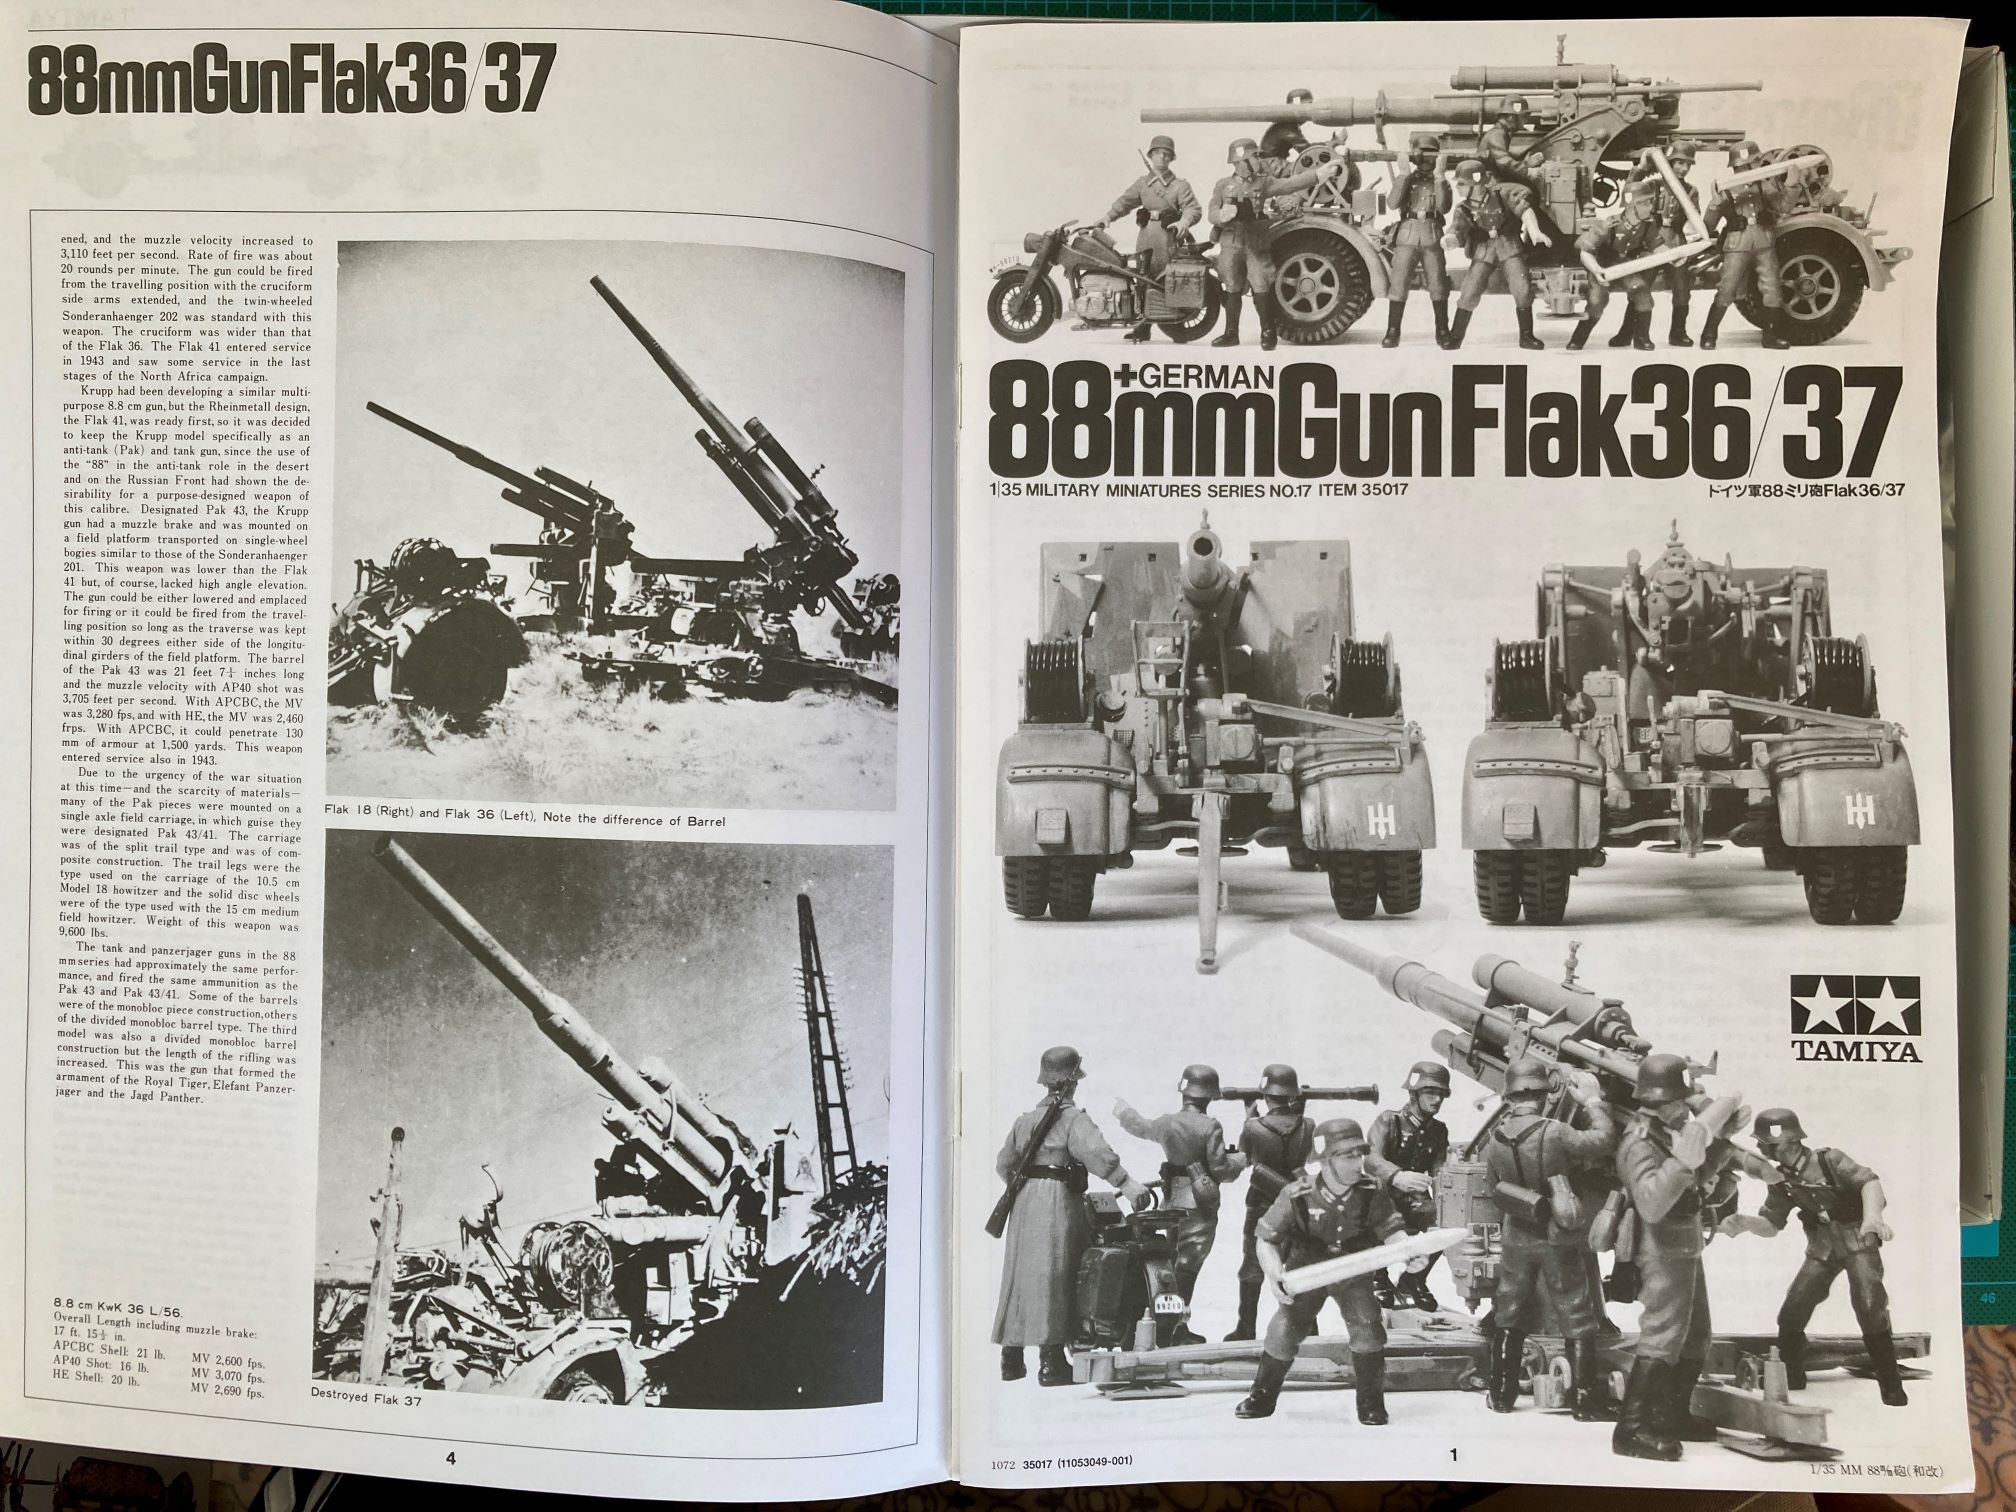 88mmGunFlak36/37
ened, and the muzzle velocity increased to
3,110 feet per second. Rate of fire was about
20 rounds per minute. The gun could be fired
from the travelling position with the cruciform
side arms extended, and the twin-wheeled
Sonderanhaenger 202 was standard with this
weapon. The cruciform was wider than that
of the Flak 36. The Flak 41 entered service
in 1943 and saw some service in the last
stages of the North Africa campaign.
Krupp had been developing a similar multi-
purpose 8.8 cm gun, but the Rheinmetall design,
the Flak 41, was ready first, so it was decided
to keep the Krupp model specifically as an
anti-tank (Pak) and tank gun, since the use of
the "88" in the anti-tank role in the desert
and on the Russian Front had shown the de-
sirability for a purpose-designed weapon of
this calibre. Designated Pak 43, the Krupp
gun had a muzzle brake and was mounted on
a field platform transported on single-wheel
bogies similar to those of the Sonderanhaenger
201. This weapon was lower than the Flak
41 but, of course, lacked high angle elevation.
The gun could be either lowered and emplaced
for firing or it could be fired from the travel-
ling position so long as the traverse was kept
within 30 degrees either side of the longitu-
dinal girders of the field platform. The barrel
of the Pak 43 was 21 feet 7 inches long
and the muzzle velocity with AP40 shot was
3,705 feet per second. With APCBC, the MV
was 3,280 fps, and with HE, the MV was 2,460
frps. With APCBC, it could penetrate 130
mm of armour at 1,500 yards. This weapon
entered service also in 1943.
Due to the urgency of the war situation
at this time—and the scarcity of materials—
many of the Pak pieces were mounted on a
single axle field carriage, in which guise they
were designated Pak 43/41. The carriage
was of the split trail type and was of com-
posite construction. The trail legs were the
type used on the carriage of the 10.5 cm
Model 18 howitzer and the solid disc wheels
were of the type used with the 15 cm medium
field howitzer. Weight of this weapon was
9,600 lbs.
The tank and panzerjager guns in the 88
mm series had approximately the same perfor-
mance, and fired the same ammunition as the
Pak 43 and Pak 43/41. Some of the barrels
were of the monobloc piece construction, others
of the divided monobloc barrel type. The third
model was also a divided monobloc barrel
construction but the length of the rifling was
increased. This was the gun that formed the
armament of the Royal Tiger, Elefant Panzer-
jager and the Jagd Panther.
8.8 cm KwK 36 L/56.
Overall Length including muzzle brake:
17 ft. 15 in.
APCBC Shell: 21 lb. MV 2,600 fps.
AP40 Shot: 16 lb. MV 3,070 fps.
HE Shell: 20 lb. MV 2,690 fps.
Flak 18 (Right) and Flak 36 (Left), Note the difference of Barrel
Destroyed Flak 37
4
WH-99210
GERMAN
88mmGunFlak36/37
1/35 MILITARY MINIATURES SERIES NO.17 ITEM 35017
ドイツ軍88ミリ砲Flak36/37
TAMIYA
WH
99210
1072 35017 (11053049-001)
1
1/35 MM 88㎜砲(和改)
46